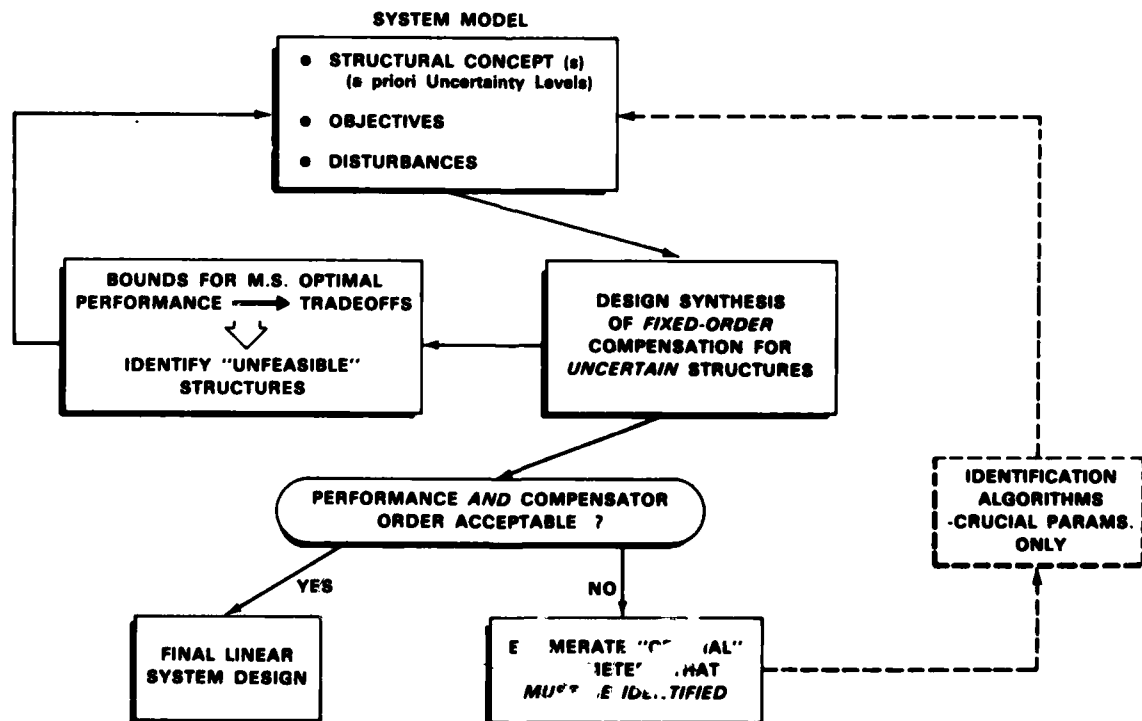 SYSTEM MODEL
• STRUCTURAL CONCEPT (s)
(a priori Uncertainty Levels)
• OBJECTIVES
• DISTURBANCES
BOUNDS FOR M.S. OPTIMAL
PERFORMANCE → TRADEOFFS
IDENTIFY "UNFEASIBLE"
STRUCTURES
DESIGN SYNTHESIS
OF FIXED-ORDER
COMPENSATION FOR
UNCERTAIN STRUCTURES
PERFORMANCE AND COMPENSATOR
ORDER ACCEPTABLE ?
YES
NO
IDENTIFICATION
ALGORITHMS
-CRUCIAL PARAMS.
ONLY
FINAL LINEAR
SYSTEM DESIGN
IDENTIFIED